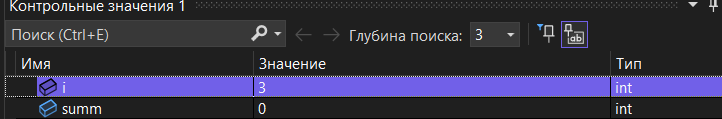 Контрольные значения 1
Поиск (Ctrl+E) Глубина поиска: 3
Имя Значение Тип
i 3 int
summ 0 int